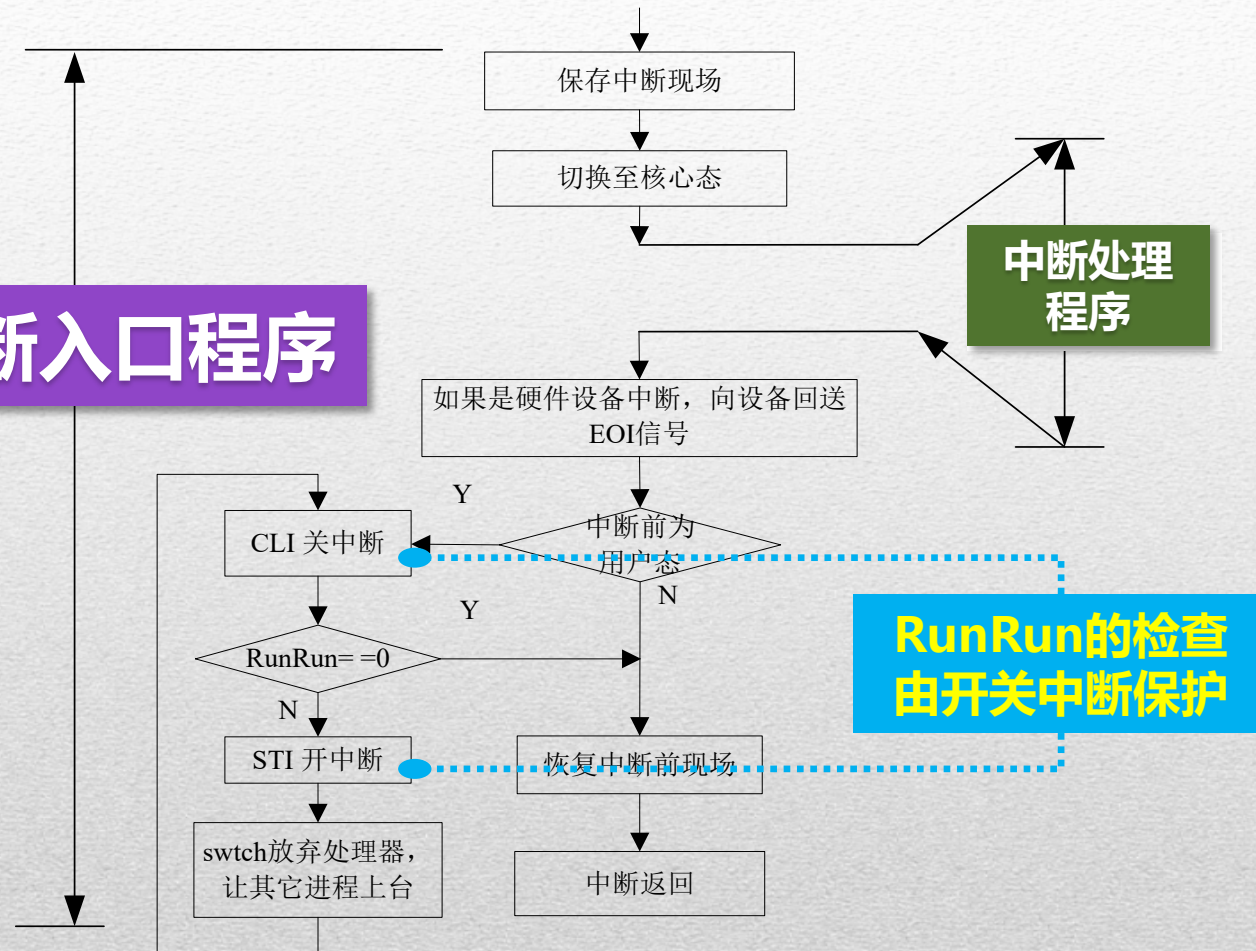 保存中断现场
切换至核心态
中断处理
程序
断入口程序
如果是硬件设备中断，向设备回送
EOI信号
Y
中断前为
用户态
CLI 关中断
N
Y
RunRun= =0
RunRun的检查
由开关中断保护
N
STI 开中断
恢复中断前现场
swtch放弃处理器，
让其它进程上台
中断返回